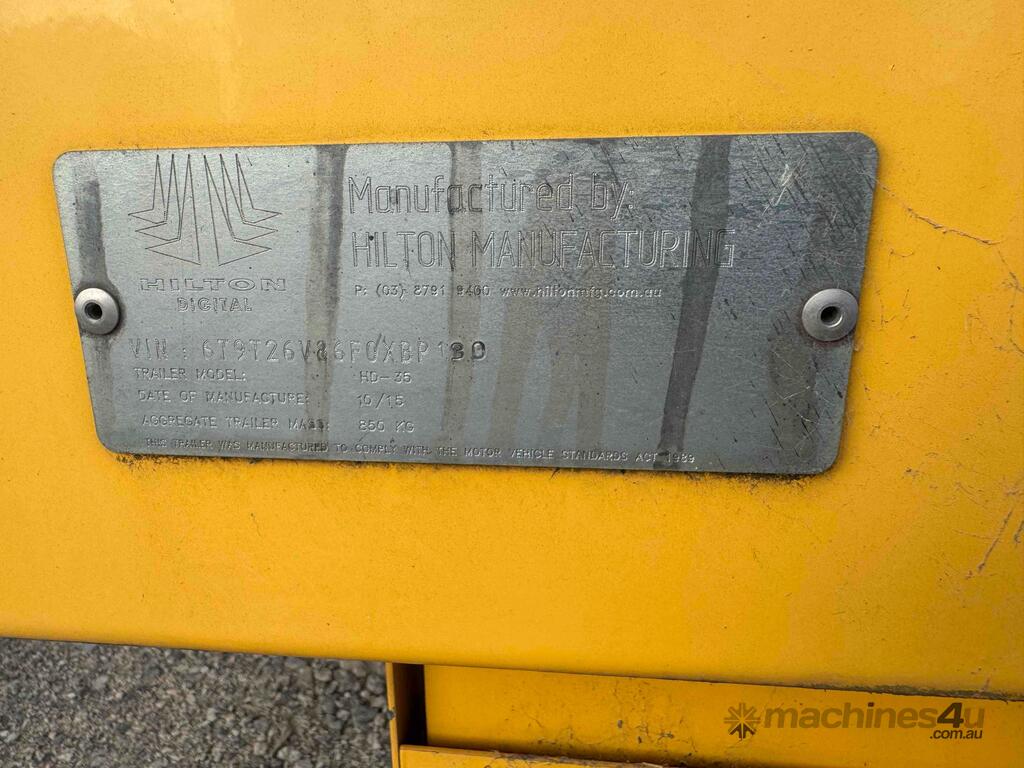 HILTON
DIGITAL
Manufactured by:
HILTON MANUFACTURING
P: (03) 8791 9400 www.hiltonmfg.com.au
VIN :
TRAILER MODEL: HD-35
DATE OF MANUFACTURE: 10/15
AGGREGATE TRAILER MASS: 850 KG
THIS TRAILER WAS MANUFACTURED TO COMPLY WITH THE MOTOR VEHICLE STANDARDS ACT 1989
machines4u
.com.au